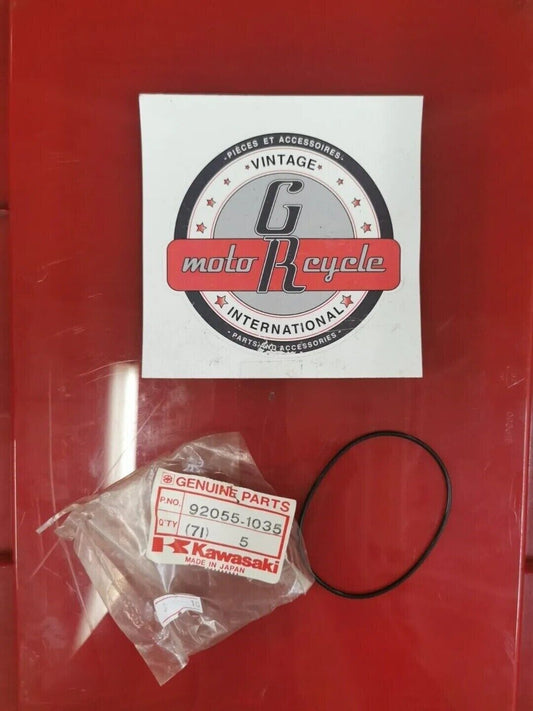 · PIÈCES ET ACCESSOIRES ·
VINTAGE
G
moto R cycle
INTERNATIONAL
· PARTS AND ACCESSORIES ·
GENUINE PARTS
P.NO. 92055-1035
Q'TY (71) 5
Kawasaki
MADE IN JAPAN